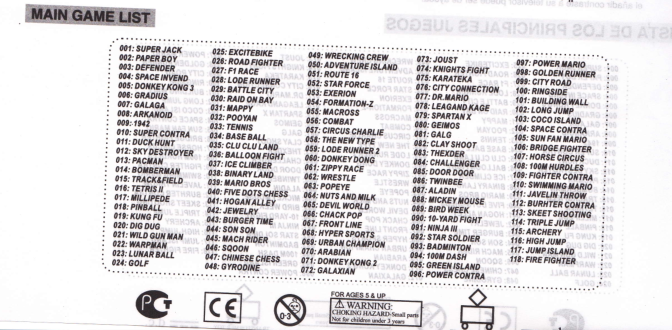 MAIN GAME LIST
001: SUPER JACK
002: PAPER BOY
003: DEFENDER
004: SPACE INVEND
005: DONKEY KONG 3
006: GRADIUS
007: GALAGA
008: ARKANOID
009: 1942
010: SUPER CONTRA
011: DUCK HUNT
012: SKY DESTROYER
013: PACMAN
014: BOMBERMAN
015: TRACK&FIELD
016: TETRIS II
017: MILLIPEDE
018: PINBALL
019: KUNG FU
020: DIG DUG
021: WILD GUN MAN
022: WARPMAN
023: LUNAR BALL
024: GOLF
025: EXCITEBIKE
026: ROAD FIGHTER
027: F1 RACE
028: LODE RUNNER
029: BATTLE CITY
030: RAID ON BAY
031: MAPPY
032: POOYAN
033: TENNIS
034: BASE BALL
035: CLU CLU LAND
036: BALLOON FIGHT
037: ICE CLIMBER
038: BINARY LAND
039: MARIO BROS
040: FIVE DOTS CHESS
041: HOGAN ALLEY
042: JEWELRY
043: BURGER TIME
044: SON SON
045: MACH RIDER
046: SQOON
047: CHINESE CHESS
048: GYRODINE
049: WRECKING CREW
050: ADVENTURE ISLAND
051: ROUTE 16
052: STAR FORCE
053: EXERION
054: FORMATION-Z
055: MACROSS
056: COMBAT
057: CIRCUS CHARLIE
058: THE NEW TYPE
059: LODE RUNNER 2
060: DONKEY DONG
061: ZIPPY RACE
062: WRESTLE
063: POPEYE
064: NUTS AND MILK
065: DEVIL WORLD
066: CHACK POP
067: FRONT LINE
068: HYPER SPORTS
069: URBAN CHAMPION
070: ARABIAN
071: DONKEY KONG 2
072: GALAXIAN
073: JOUST
074: KNIGHTS FIGHT
075: KARATEKA
076: CITY CONNECTION
077: DR.MARIO
078: LEAGAND KAGE
079: SPARTAN X
080: GEIMOS
081: GALG
082: CLAY SHOOT
083: THEXDER
084: CHALLENGER
085: DOOR DOOR
086: TWINBEE
087: ALADIN
088: MICKEY MOUSE
089: BIRD WEEK
090: 10-YARD FIGHT
091: NINJA III
092: STAR SOLDIER
093: BADMINTON
094: 100M DASH
095: GREEN ISLAND
096: POWER CONTRA
097: POWER MARIO
098: GOLDEN RUNNER
099: CITY ROAD
100: RINGSIDE
101: BUILDING WALL
102: LONG JUMP
103: COCO ISLAND
104: SPACE CONTRA
105: SUN FAN MARIO
106: BRIDGE FIGHTER
107: HORSE CIRCUS
108: 100M HURDLES
109: FIGHTER CONTRA
110: SWIMMING MARIO
111: JAVELIN THROW
112: BURHTER CONTRA
113: SKEET SHOOTING
114: TRIPLE JUMP
115: ARCHERY
116: HIGH JUMP
117: JUMP ISLAND
118: FIRE FIGHTER
CE
0-3
FOR AGES 5 & UP
⚠ WARNING:
CHOKING HAZARD-Small parts
Not for children under 3 years